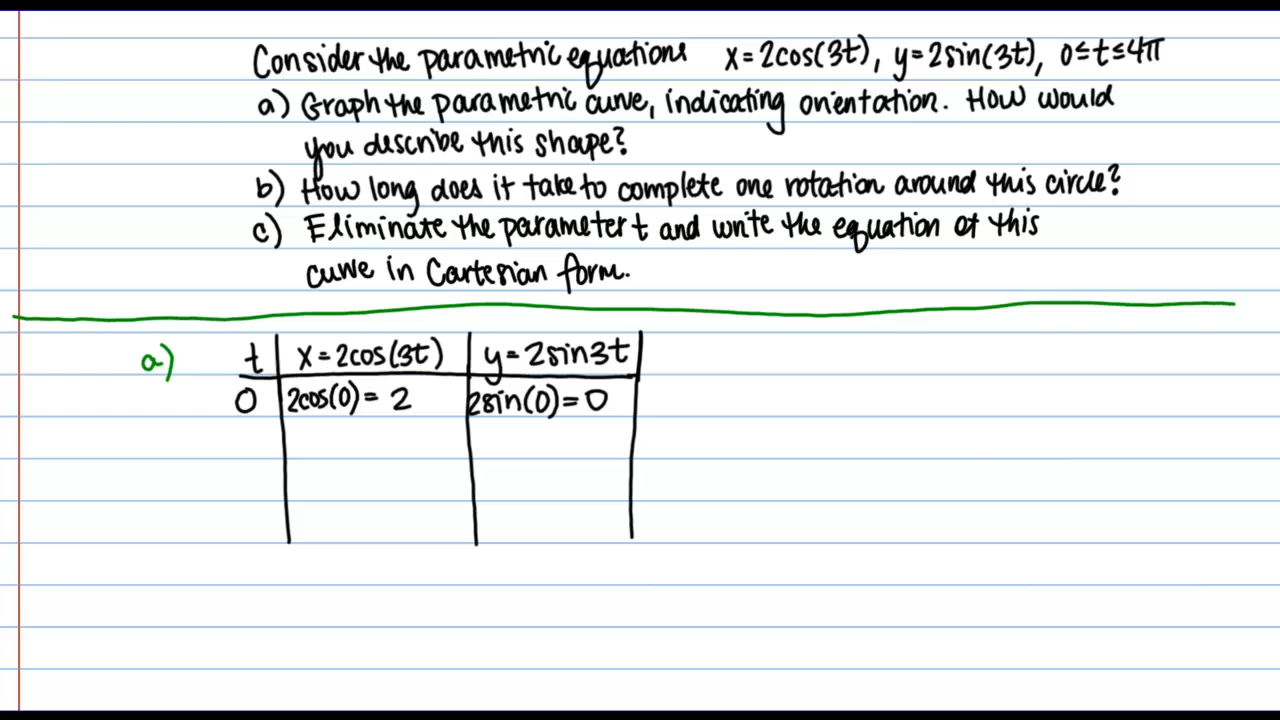 Consider the parametric equations x=2cos(3t), y=2sin(3t), 0≤t≤4π
a) Graph the parametric curve, indicating orientation. How would
you describe this shape?
b) How long does it take to complete one rotation around this circle?
c) Eliminate the parameter t and write the equation of this
curve in Cartesian form.
a) t x=2cos(3t) y=2sin3t
0 2cos(0)= 2 2sin(0)= 0